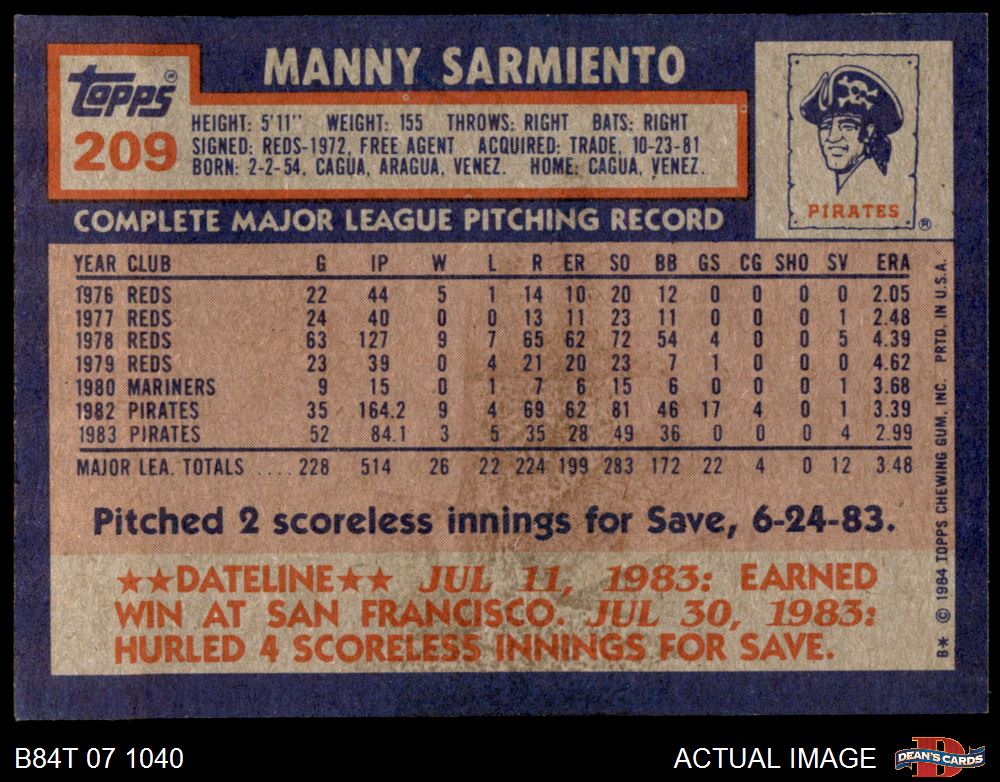 Topps®
209
MANNY SARMIENTO
HEIGHT: 5'11" WEIGHT: 155 THROWS: RIGHT BATS: RIGHT
SIGNED: REDS-1972, FREE AGENT ACQUIRED: TRADE, 10-23-81
BORN: 2-2-54, CAGUA, ARAGUA, VENEZ. HOME: CAGUA, VENEZ.
PIRATES ®
COMPLETE MAJOR LEAGUE PITCHING RECORD
YEAR CLUB G IP W L R ER SO BB GS CG SHO SV ERA
1976 REDS 22 44 5 1 14 10 20 12 0 0 0 0 2.05
1977 REDS 24 40 0 0 13 11 23 11 0 0 0 1 2.48
1978 REDS 63 127 9 7 65 62 72 54 4 0 0 5 4.39
1979 REDS 23 39 0 4 21 20 23 7 1 0 0 0 4.62
1980 MARINERS 9 15 0 1 7 6 15 6 0 0 0 1 3.68
1982 PIRATES 35 164.2 9 4 69 62 81 46 17 4 0 1 3.39
1983 PIRATES 52 84.1 3 5 35 28 49 36 0 0 0 4 2.99
MAJOR LEA. TOTALS .... 228 514 26 22 224 199 283 172 22 4 0 12 3.48
Pitched 2 scoreless innings for Save, 6-24-83.
★★DATELINE★★ JUL 11, 1983: EARNED
WIN AT SAN FRANCISCO. JUL 30, 1983:
HURLED 4 SCORELESS INNINGS FOR SAVE.
B* © 1984 TOPPS CHEWING GUM, INC. PRTD. IN U.S.A.
B84T 07 1040
ACTUAL IMAGE
D
DEAN'S CARDS